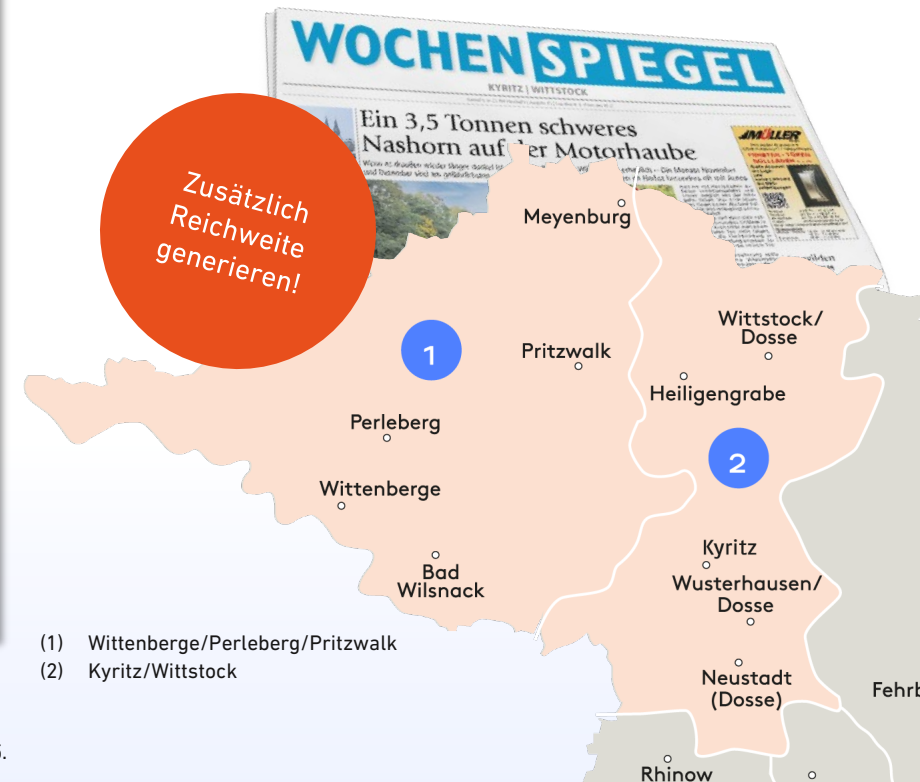 WOCHENSPIEGEL
KYRITZ | WITTSTOCK
Ein 3,5 Tonnen schweres
Nashorn auf der Motorhaube
MÜLLER
Zusätzlich
Reichweite
generieren!
Meyenburg
Wittstock/
Dosse
Pritzwalk
1
Heiligengrabe
Perleberg
2
Wittenberge
Kyritz
Bad
Wilsnack
Wusterhausen/
Dosse
Neustadt
(Dosse)
Rhinow
(1) Wittenberge/Perleberg/Pritzwalk
(2) Kyritz/Wittstock